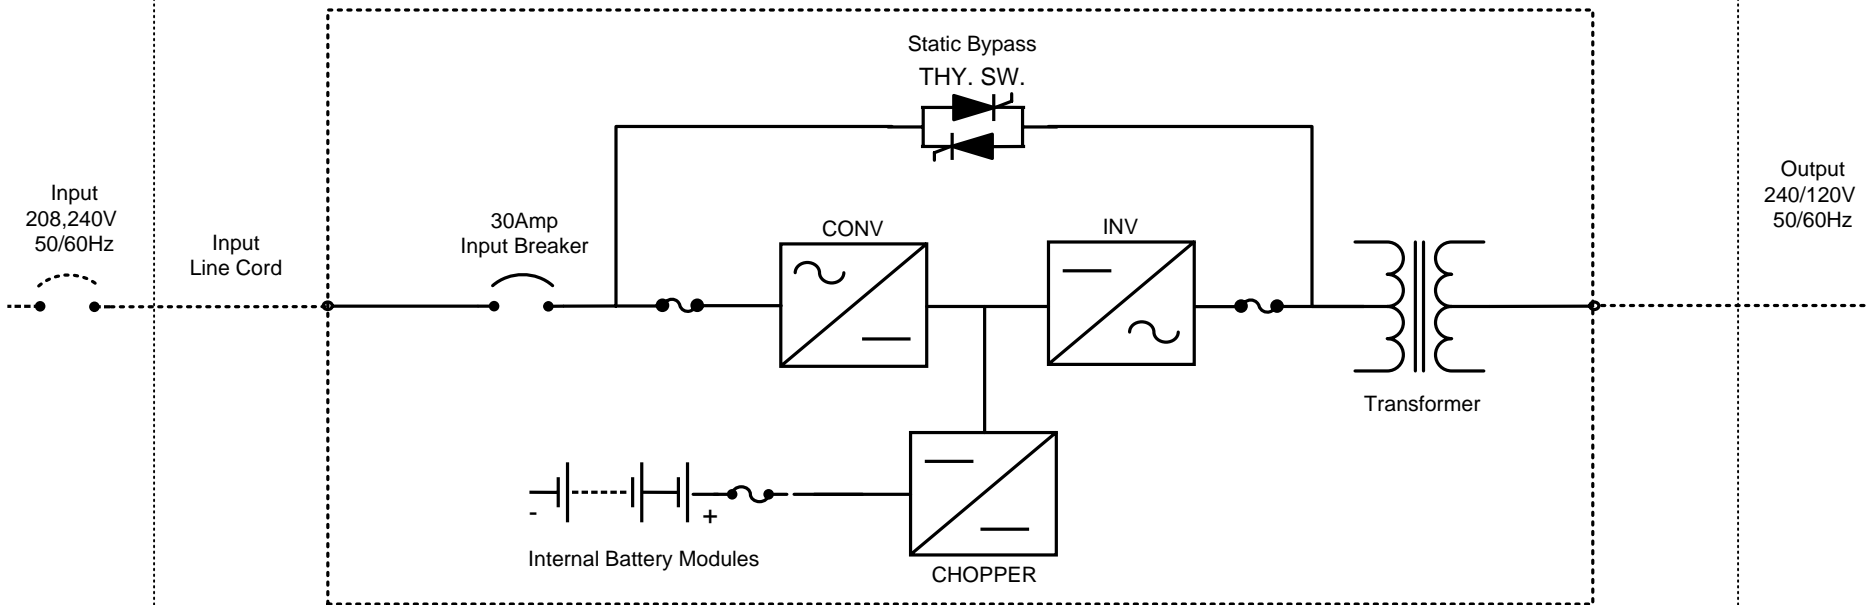 Static Bypass
THY. SW.
Input
208,240V
50/60Hz
Input
Line Cord
30Amp
Input Breaker
CONV
INV
Output
240/120V
50/60Hz
Transformer
-
+
Internal Battery Modules
CHOPPER